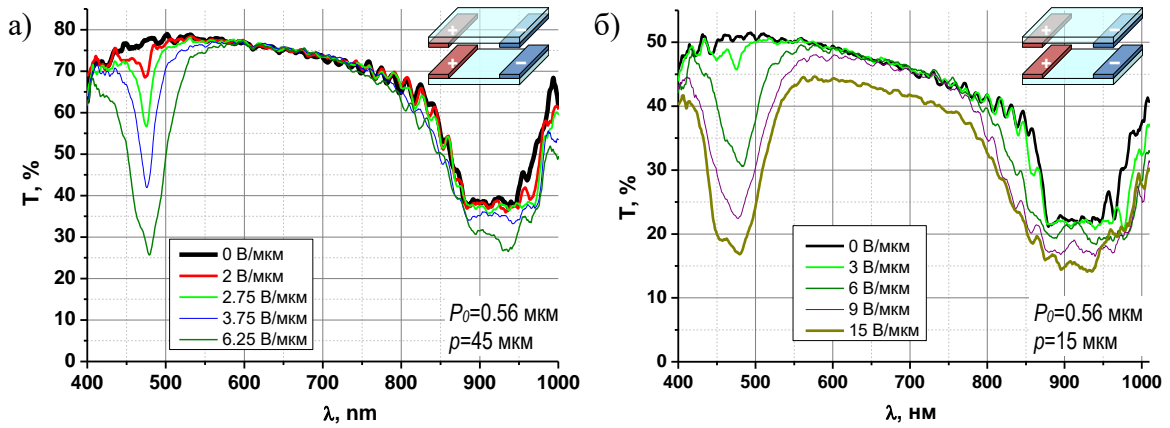 а)
T, %
85
80
70
60
50
40
30
20
10
0
400 500 600 700 800 900 1000
λ, nm
0 В/мкм
2 В/мкм
2.75 В/мкм
3.75 В/мкм
6.25 В/мкм
P0=0.56 мкм
p=45 мкм
+ −
+ −
б)
T, %
50
40
30
20
10
0
400 500 600 700 800 900 1000
λ, нм
0 В/мкм
3 В/мкм
6 В/мкм
9 В/мкм
15 В/мкм
P0=0.56 мкм
p=15 мкм
+ −
+ −